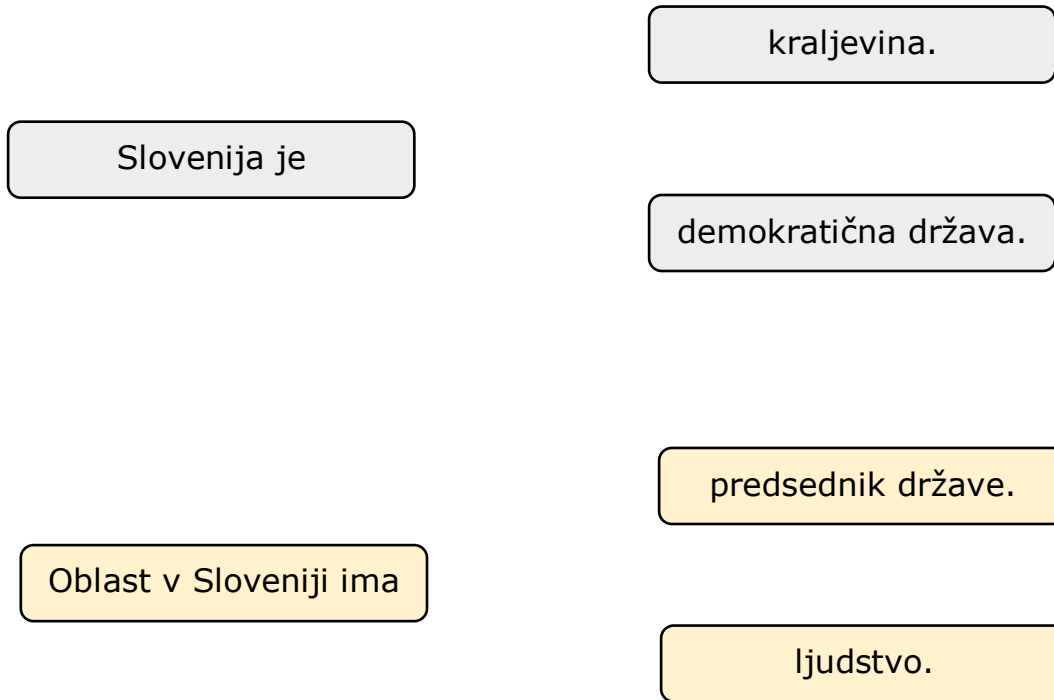 kraljevina.
Slovenija je
demokratična država.
predsednik države.
Oblast v Sloveniji ima
ljudstvo.